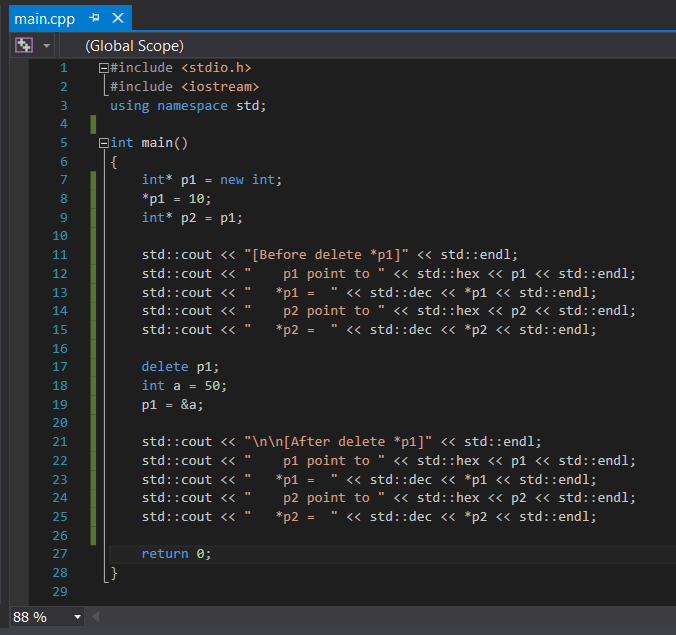 main.cpp
(Global Scope)
1 #include <stdio.h>
2 #include <iostream>
3 using namespace std;
4
5 int main()
6 {
7     int* p1 = new int;
8     *p1 = 10;
9     int* p2 = p1;
10
11     std::cout << "[Before delete *p1]" << std::endl;
12     std::cout << "    p1 point to " << std::hex << p1 << std::endl;
13     std::cout << "   *p1 =  " << std::dec << *p1 << std::endl;
14     std::cout << "    p2 point to " << std::hex << p2 << std::endl;
15     std::cout << "   *p2 =  " << std::dec << *p2 << std::endl;
16
17     delete p1;
18     int a = 50;
19     p1 = &a;
20
21     std::cout << "\n\n[After delete *p1]" << std::endl;
22     std::cout << "    p1 point to " << std::hex << p1 << std::endl;
23     std::cout << "   *p1 =  " << std::dec << *p1 << std::endl;
24     std::cout << "    p2 point to " << std::hex << p2 << std::endl;
25     std::cout << "   *p2 =  " << std::dec << *p2 << std::endl;
26
27     return 0;
28 }
29
88 %